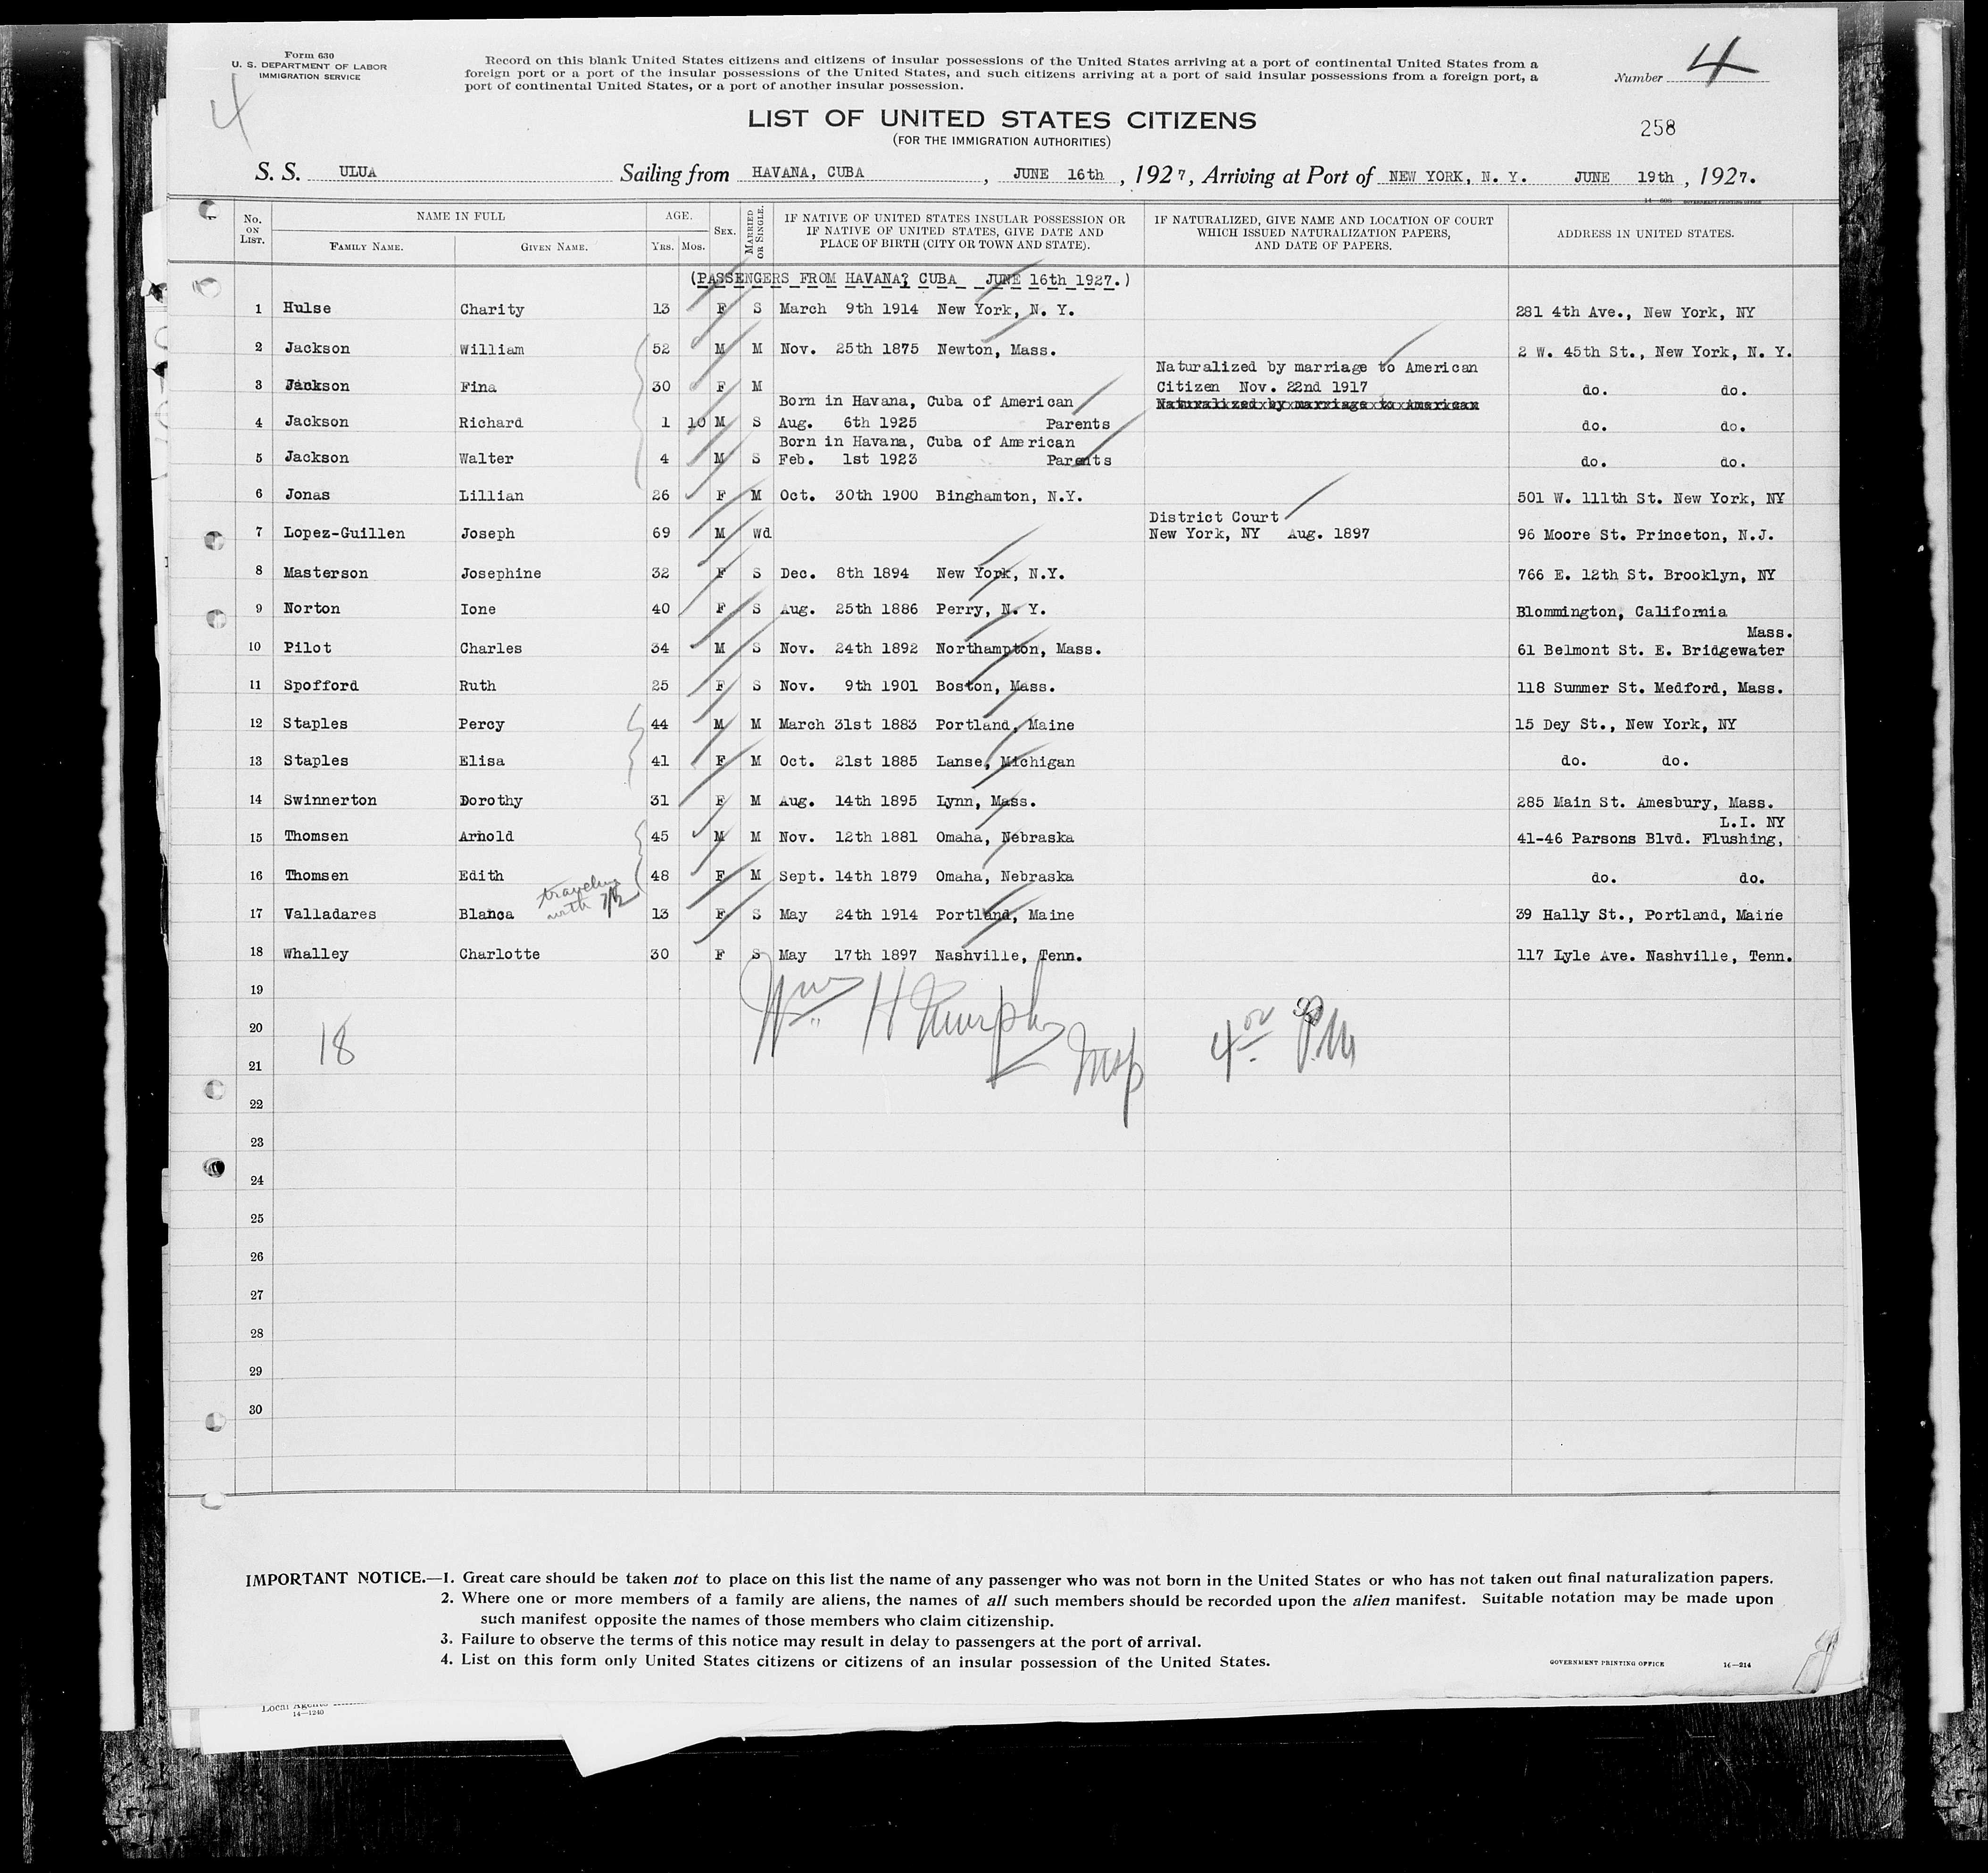 Form 630
U. S. DEPARTMENT OF LABOR
IMMIGRATION SERVICE
Record on this blank United States citizens and citizens of insular possessions of the United States arriving at a port of continental United States from a
foreign port or a port of the insular possessions of the United States, and such citizens arriving at a port of said insular possessions from a foreign port, a
port of continental United States, or a port of another insular possession.
Number 4
4
LIST OF UNITED STATES CITIZENS
(FOR THE IMMIGRATION AUTHORITIES)
258
S. S. ULUA Sailing from HAVANA, CUBA , JUNE 16th , 1927, Arriving at Port of NEW YORK, N. Y. JUNE 19th , 1927.
No. ON LIST. NAME IN FULL FAMILY NAME. GIVEN NAME. AGE. YRS. MOS. SEX. MARRIED OR SINGLE. IF NATIVE OF UNITED STATES INSULAR POSSESSION OR IF NATIVE OF UNITED STATES, GIVE DATE AND PLACE OF BIRTH (CITY OR TOWN AND STATE). IF NATURALIZED, GIVE NAME AND LOCATION OF COURT WHICH ISSUED NATURALIZATION PAPERS, AND DATE OF PAPERS. ADDRESS IN UNITED STATES.
(PASSENGERS FROM HAVANA? CUBA JUNE 16th 1927.)
1 Hulse Charity 13 F S March 9th 1914 New York, N. Y. 281 4th Ave., New York, NY
2 Jackson William 52 M M Nov. 25th 1875 Newton, Mass. 2 W. 45th St., New York, N. Y.
Naturalized by marriage to American
3 Jackson Fina 30 F M Citizen Nov. 22nd 1917 do. do.
Born in Havana, Cuba of American Naturalized by marriage to American
4 Jackson Richard 1 10 M S Aug. 6th 1925 Parents do. do.
Born in Havana, Cuba of American
5 Jackson Walter 4 M S Feb. 1st 1923 Parents do. do.
6 Jonas Lillian 26 F M Oct. 30th 1900 Binghamton, N.Y. 501 W. 111th St. New York, NY
District Court
7 Lopez-Guillen Joseph 69 M Wd New York, NY Aug. 1897 96 Moore St. Princeton, N.J.
8 Masterson Josephine 32 F S Dec. 8th 1894 New York, N.Y. 766 E. 12th St. Brooklyn, NY
9 Norton Ione 40 F S Aug. 25th 1886 Perry, N. Y. Blommington, California
Mass.
10 Pilot Charles 34 M S Nov. 24th 1892 Northampton, Mass. 61 Belmont St. E. Bridgewater
11 Spofford Ruth 25 F S Nov. 9th 1901 Boston, Mass. 118 Summer St. Medford, Mass.
12 Staples Percy 44 M M March 31st 1883 Portland, Maine 15 Dey St., New York, NY
13 Staples Elisa 41 F M Oct. 21st 1885 Lanse, Michigan do. do.
14 Swinnerton Dorothy 31 F M Aug. 14th 1895 Lynn, Mass. 285 Main St. Amesbury, Mass.
L.I. NY
15 Thomsen Arnold 45 M M Nov. 12th 1881 Omaha, Nebraska 41-46 Parsons Blvd. Flushing,
16 Thomsen Edith 48 F M Sept. 14th 1879 Omaha, Nebraska do. do.
traveling
with 7/12
17 Valladares Blanca 13 F S May 24th 1914 Portland, Maine 39 Hally St., Portland, Maine
18 Whalley Charlotte 30 F S May 17th 1897 Nashville, Tenn. 117 Lyle Ave. Nashville, Tenn.
19
Wm H Murphy
20
18
Insp
4 00 PM
21
22
23
24
25
26
27
28
29
30
IMPORTANT NOTICE.—1. Great care should be taken not to place on this list the name of any passenger who was not born in the United States or who has not taken out final naturalization papers.
2. Where one or more members of a family are aliens, the names of all such members should be recorded upon the alien manifest. Suitable notation may be made upon
such manifest opposite the names of those members who claim citizenship.
3. Failure to observe the terms of this notice may result in delay to passengers at the port of arrival.
4. List on this form only United States citizens or citizens of an insular possession of the United States.
GOVERNMENT PRINTING OFFICE 14—214
Local Agents
14—1240